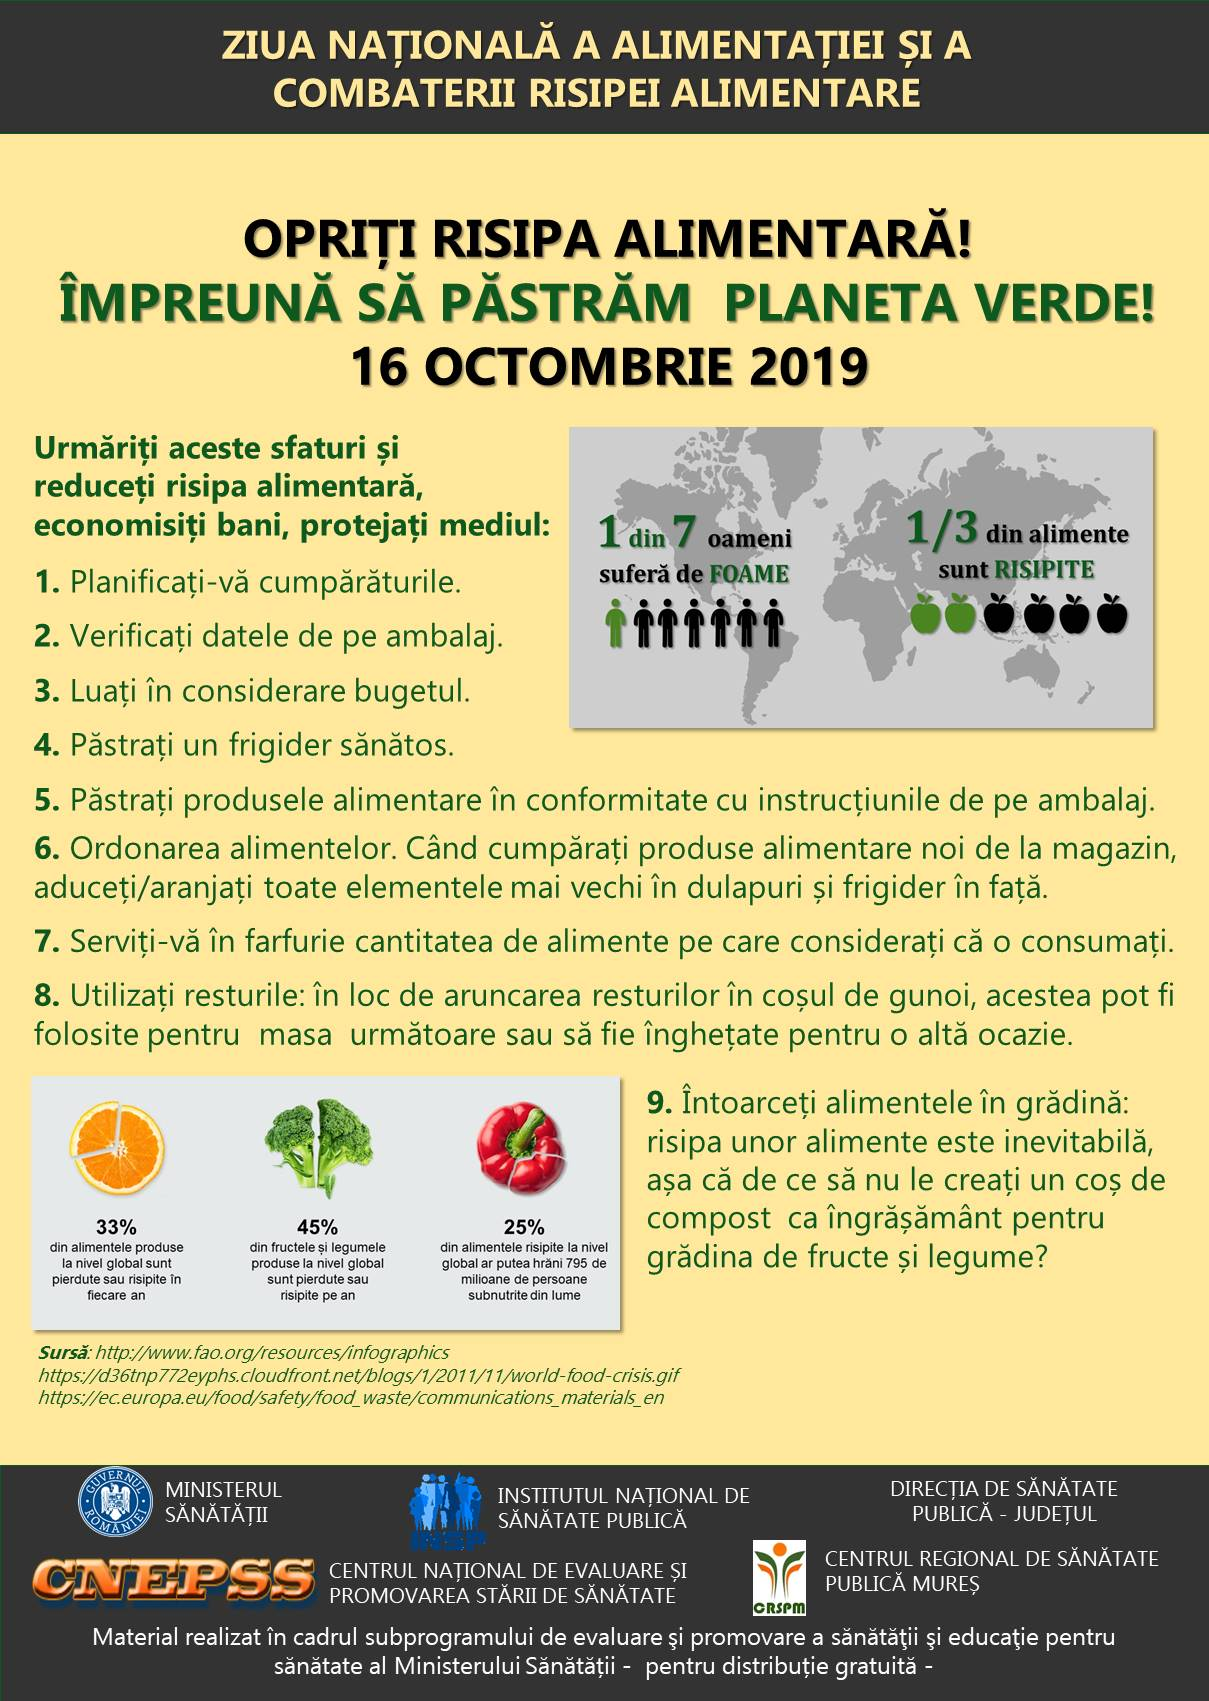 ZIUA NAȚIONALĂ A ALIMENTAȚIEI ȘI A
COMBATERII RISIPEI ALIMENTARE
OPRIȚI RISIPA ALIMENTARĂ!
ÎMPREUNĂ SĂ PĂSTRĂM PLANETA VERDE!
16 OCTOMBRIE 2019
Urmăriți aceste sfaturi și
reduceți risipa alimentară,
economisiți bani, protejați mediul:
1. Planificați-vă cumpărăturile.
2. Verificați datele de pe ambalaj.
3. Luați în considerare bugetul.
4. Păstrați un frigider sănătos.
1 din 7 oameni
suferă de FOAME
1/3 din alimente
sunt RISIPITE
5. Păstrați produsele alimentare în conformitate cu instrucțiunile de pe ambalaj.
6. Ordonarea alimentelor. Când cumpărați produse alimentare noi de la magazin,
aduceți/aranjați toate elementele mai vechi în dulapuri și frigider în față.
7. Serviți-vă în farfurie cantitatea de alimente pe care considerați că o consumați.
8. Utilizați resturile: în loc de aruncarea resturilor în coșul de gunoi, acestea pot fi
folosite pentru masa următoare sau să fie înghețate pentru o altă ocazie.
33%
din alimentele produse
la nivel global sunt
pierdute sau risipite în
fiecare an
45%
din fructele și legumele
produse la nivel global
sunt pierdute sau
risipite pe an
25%
din alimentele risipite la nivel
global ar putea hrăni 795 de
milioane de persoane
subnutrite din lume
9. Întoarceți alimentele în grădină:
risipa unor alimente este inevitabilă,
așa că de ce să nu le creați un coș de
compost ca îngrășământ pentru
grădina de fructe și legume?
Sursă: http://www.fao.org/resources/infographics
https://d36tnp772eyphs.cloudfront.net/blogs/1/2011/11/world-food-crisis.gif
https://ec.europa.eu/food/safety/food_waste/communications_materials_en
GUVERNUL ROMÂNIEI
MINISTERUL
SĂNĂTĂȚII
INSP
INSTITUTUL NAȚIONAL DE
SĂNĂTATE PUBLICĂ
DIRECȚIA DE SĂNĂTATE
PUBLICĂ - JUDEȚUL
CNEPSS
CENTRUL NAȚIONAL DE EVALUARE ȘI
PROMOVAREA STĂRII DE SĂNĂTATE
CRSPM
CENTRUL REGIONAL DE SĂNĂTATE
PUBLICĂ MUREȘ
Material realizat în cadrul subprogramului de evaluare şi promovare a sănătăţii şi educaţie pentru
sănătate al Ministerului Sănătății - pentru distribuție gratuită -